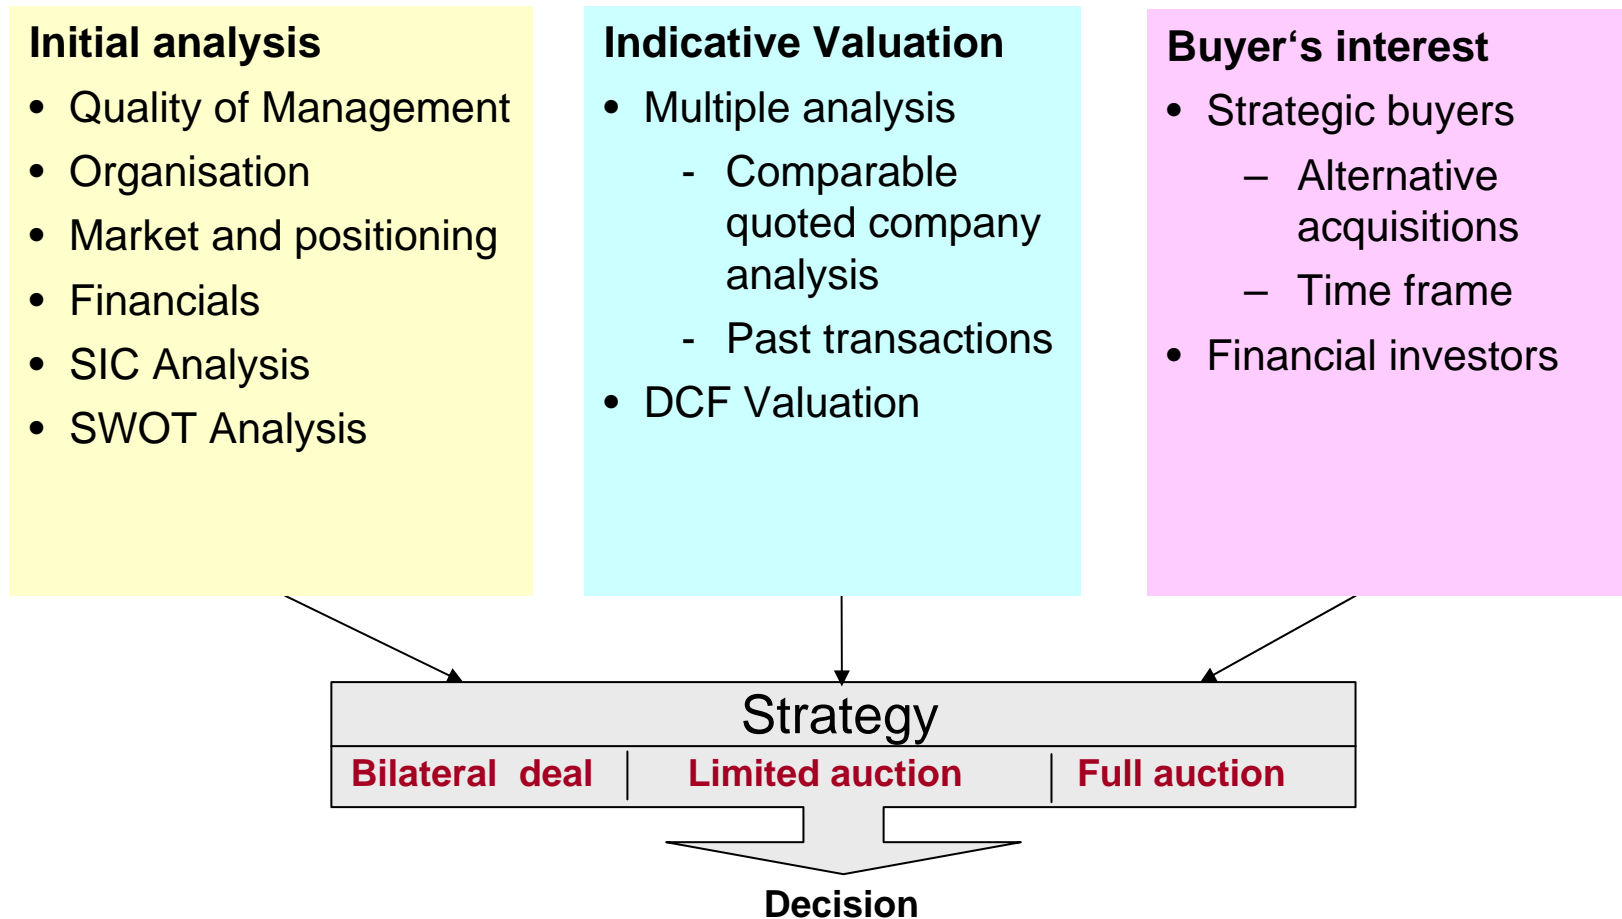 Initial analysis
• Quality of Management
• Organisation
• Market and positioning
• Financials
• SIC Analysis
• SWOT Analysis
Indicative Valuation
• Multiple analysis
- Comparable
quoted company
analysis
- Past transactions
• DCF Valuation
Buyer‘s interest
• Strategic buyers
– Alternative
acquisitions
– Time frame
• Financial investors
Strategy
Bilateral deal | Limited auction | Full auction
Decision